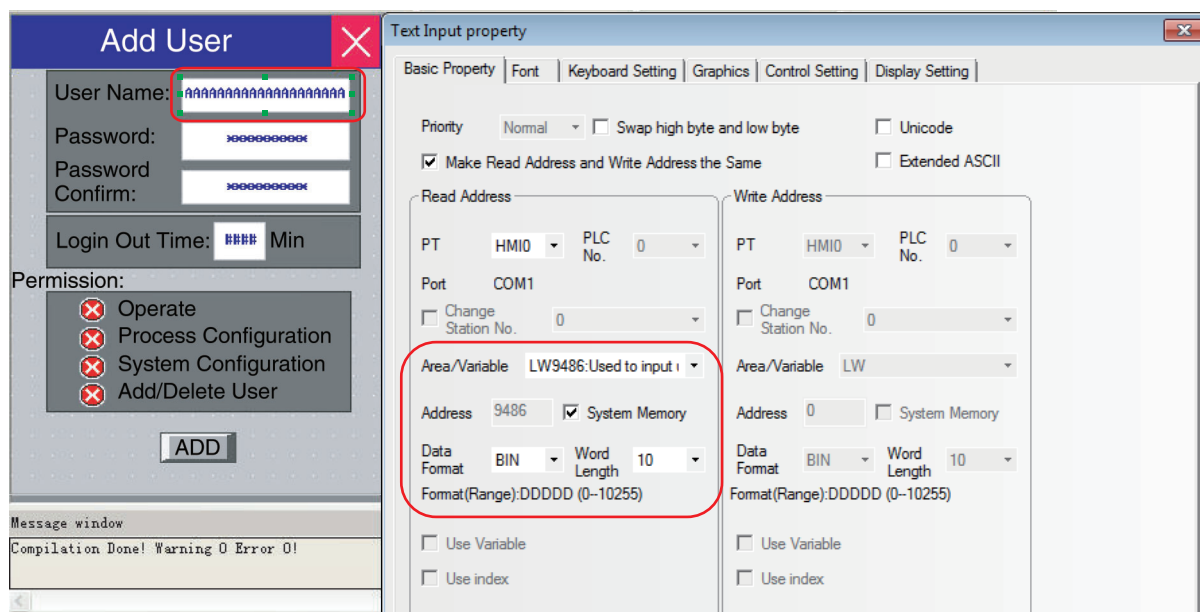 Add User
User Name: AAAAAAAAAAAAAAAAAAAA
Password: **********
Password
Confirm: **********
Login Out Time: #### Min
Permission:
Operate
Process Configuration
System Configuration
Add/Delete User
ADD
Message window
Compilation Done! Warning 0 Error 0!
Text Input property
Basic Property Font Keyboard Setting Graphics Control Setting Display Setting
Priority Normal Swap high byte and low byte Unicode
Make Read Address and Write Address the Same Extended ASCII
Read Address
PT HMI0 PLC No. 0
Port COM1
Change Station No. 0
Area/Variable LW9486:Used to input
Address 9486 System Memory
Data Format BIN Word Length 10
Format(Range):DDDDD (0--10255)
Use Variable
Use index
Write Address
PT HMI0 PLC No. 0
Port COM1
Change Station No. 0
Area/Variable LW
Address 0 System Memory
Data Format BIN Word Length 10
Format(Range):DDDDD (0--10255)
Use Variable
Use index